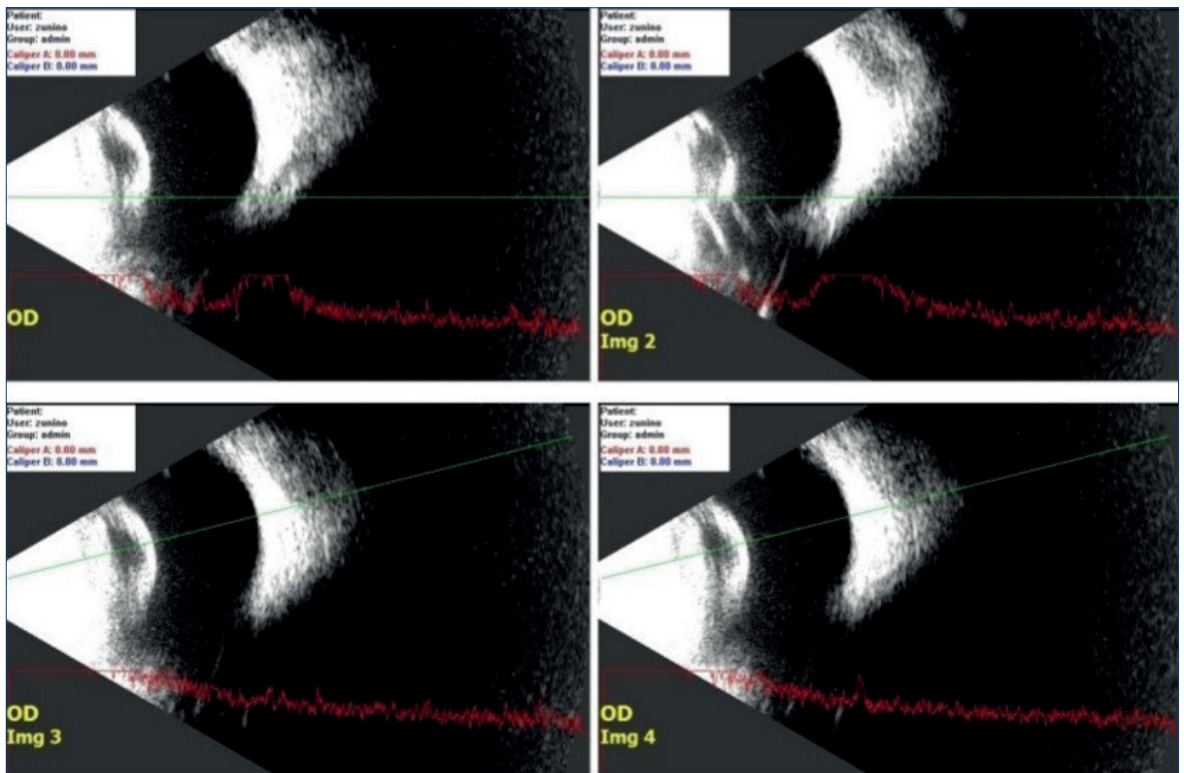 Patient:
User: zunino
Group: admin
Caliper A: 0.00 mm
Caliper B: 0.00 mm
OD
Patient:
User: zunino
Group: admin
Caliper A: 0.00 mm
Caliper B: 0.00 mm
OD
Img 2
Patient:
User: zunino
Group: admin
Caliper A: 0.00 mm
Caliper B: 0.00 mm
OD
Img 3
Patient:
User: zunino
Group: admin
Caliper A: 0.00 mm
Caliper B: 0.00 mm
OD
Img 4